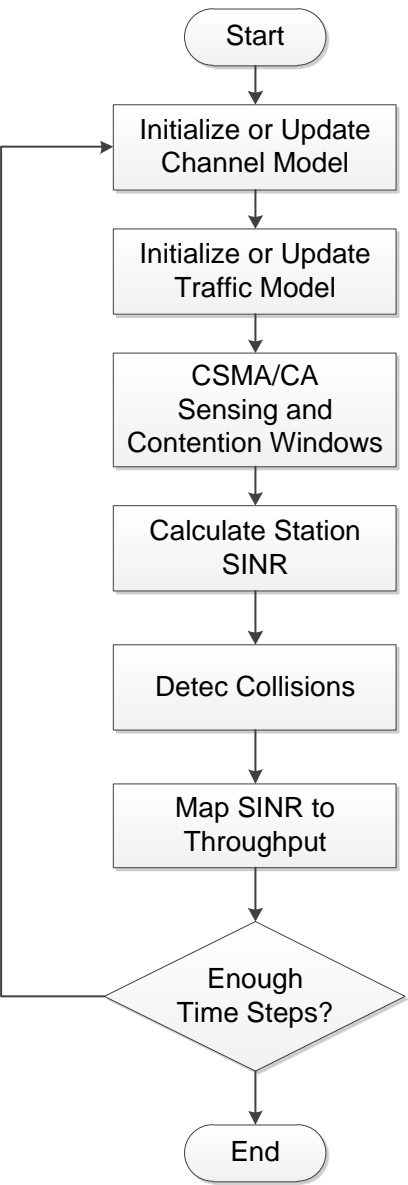 Start
Initialize or Update
Channel Model
Initialize or Update
Traffic Model
CSMA/CA
Sensing and
Contention Windows
Calculate Station
SINR
Detec Collisions
Map SINR to
Throughput
Enough
Time Steps?
End